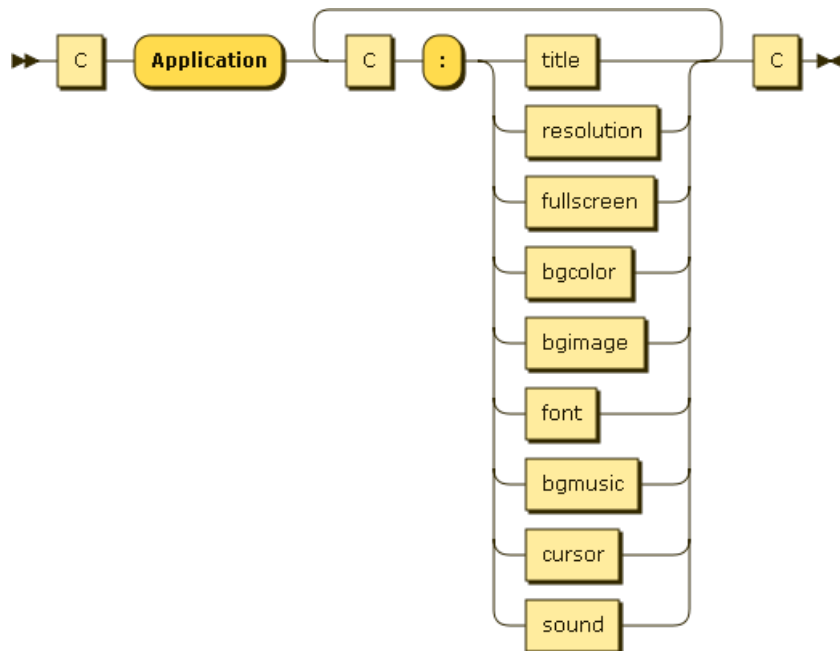 C Application C : title C
resolution
fullscreen
bgcolor
bgimage
font
bgmusic
cursor
sound